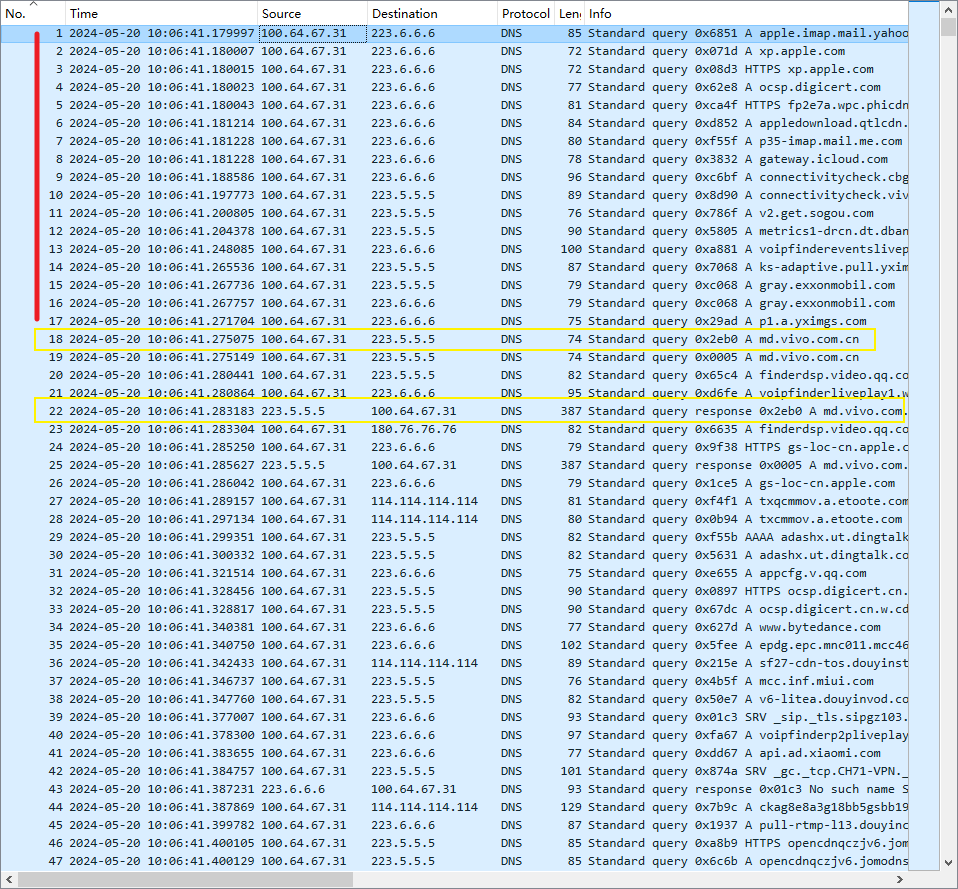 No. Time Source Destination Protocol Len Info
1 2024-05-20 10:06:41.179997 100.64.67.31 223.6.6.6 DNS 85 Standard query 0x6851 A apple.imap.mail.yahoo
2 2024-05-20 10:06:41.180007 100.64.67.31 223.6.6.6 DNS 72 Standard query 0x071d A xp.apple.com
3 2024-05-20 10:06:41.180015 100.64.67.31 223.6.6.6 DNS 72 Standard query 0x08d3 HTTPS xp.apple.com
4 2024-05-20 10:06:41.180023 100.64.67.31 223.6.6.6 DNS 77 Standard query 0x62e8 A ocsp.digicert.com
5 2024-05-20 10:06:41.180043 100.64.67.31 223.6.6.6 DNS 81 Standard query 0xca4f HTTPS fp2e7a.wpc.phicdn
6 2024-05-20 10:06:41.181214 100.64.67.31 223.6.6.6 DNS 84 Standard query 0xd852 A appledownload.qtlcdn.
7 2024-05-20 10:06:41.181228 100.64.67.31 223.6.6.6 DNS 80 Standard query 0xf55f A p35-imap.mail.me.com
8 2024-05-20 10:06:41.181228 100.64.67.31 223.6.6.6 DNS 78 Standard query 0x3832 A gateway.icloud.com
9 2024-05-20 10:06:41.188586 100.64.67.31 223.6.6.6 DNS 96 Standard query 0xc6bf A connectivitycheck.cbg
10 2024-05-20 10:06:41.197773 100.64.67.31 223.5.5.5 DNS 89 Standard query 0x8d90 A connectivitycheck.viv
11 2024-05-20 10:06:41.200805 100.64.67.31 223.5.5.5 DNS 76 Standard query 0x786f A v2.get.sogou.com
12 2024-05-20 10:06:41.204378 100.64.67.31 223.5.5.5 DNS 90 Standard query 0x5805 A metrics1-drcn.dt.dban
13 2024-05-20 10:06:41.248085 100.64.67.31 223.6.6.6 DNS 100 Standard query 0xa881 A voipfindereventslivep
14 2024-05-20 10:06:41.265536 100.64.67.31 223.5.5.5 DNS 87 Standard query 0x7068 A ks-adaptive.pull.yxim
15 2024-05-20 10:06:41.267736 100.64.67.31 223.5.5.5 DNS 79 Standard query 0xc068 A gray.exxonmobil.com
16 2024-05-20 10:06:41.267757 100.64.67.31 223.5.5.5 DNS 79 Standard query 0xc068 A gray.exxonmobil.com
17 2024-05-20 10:06:41.271704 100.64.67.31 223.6.6.6 DNS 75 Standard query 0x29ad A p1.a.yximgs.com
18 2024-05-20 10:06:41.275075 100.64.67.31 223.5.5.5 DNS 74 Standard query 0x2eb0 A md.vivo.com.cn
19 2024-05-20 10:06:41.275149 100.64.67.31 223.5.5.5 DNS 74 Standard query 0x0005 A md.vivo.com.cn
20 2024-05-20 10:06:41.280441 100.64.67.31 223.5.5.5 DNS 82 Standard query 0x65c4 A finderdsp.video.qq.co
21 2024-05-20 10:06:41.280864 100.64.67.31 223.6.6.6 DNS 95 Standard query 0xd6fe A voipfinderliveplay1.w
22 2024-05-20 10:06:41.283183 223.5.5.5 100.64.67.31 DNS 387 Standard query response 0x2eb0 A md.vivo.com.
23 2024-05-20 10:06:41.283304 100.64.67.31 180.76.76.76 DNS 82 Standard query 0x6635 A finderdsp.video.qq.co
24 2024-05-20 10:06:41.285250 100.64.67.31 223.6.6.6 DNS 79 Standard query 0x9f38 HTTPS gs-loc-cn.apple.c
25 2024-05-20 10:06:41.285627 223.5.5.5 100.64.67.31 DNS 387 Standard query response 0x0005 A md.vivo.com.
26 2024-05-20 10:06:41.286042 100.64.67.31 223.6.6.6 DNS 79 Standard query 0x1ce5 A gs-loc-cn.apple.com
27 2024-05-20 10:06:41.289157 100.64.67.31 114.114.114.114 DNS 81 Standard query 0xf4f1 A txqcmmov.a.etoote.com
28 2024-05-20 10:06:41.297134 100.64.67.31 114.114.114.114 DNS 80 Standard query 0x0b94 A txcmmov.a.etoote.com
29 2024-05-20 10:06:41.299351 100.64.67.31 223.5.5.5 DNS 82 Standard query 0xf55b AAAA adashx.ut.dingtalk
30 2024-05-20 10:06:41.300332 100.64.67.31 223.5.5.5 DNS 82 Standard query 0x5631 A adashx.ut.dingtalk.co
31 2024-05-20 10:06:41.321514 100.64.67.31 223.6.6.6 DNS 75 Standard query 0xe655 A appcfg.v.qq.com
32 2024-05-20 10:06:41.328456 100.64.67.31 223.5.5.5 DNS 90 Standard query 0x0897 HTTPS ocsp.digicert.cn.
33 2024-05-20 10:06:41.328817 100.64.67.31 223.5.5.5 DNS 90 Standard query 0x67dc A ocsp.digicert.cn.w.cd
34 2024-05-20 10:06:41.340381 100.64.67.31 223.6.6.6 DNS 77 Standard query 0x627d A www.bytedance.com
35 2024-05-20 10:06:41.340750 100.64.67.31 223.6.6.6 DNS 102 Standard query 0x5fee A epdg.epc.mnc011.mcc46
36 2024-05-20 10:06:41.342433 100.64.67.31 114.114.114.114 DNS 89 Standard query 0x215e A sf27-cdn-tos.douyinst
37 2024-05-20 10:06:41.346737 100.64.67.31 223.5.5.5 DNS 76 Standard query 0x4b5f A mcc.inf.miui.com
38 2024-05-20 10:06:41.347760 100.64.67.31 223.5.5.5 DNS 82 Standard query 0x50e7 A v6-litea.douyinvod.co
39 2024-05-20 10:06:41.377007 100.64.67.31 223.6.6.6 DNS 93 Standard query 0x01c3 SRV _sip._tls.sipgz103.
40 2024-05-20 10:06:41.378300 100.64.67.31 223.6.6.6 DNS 97 Standard query 0xfa67 A voipfinderp2pliveplay
41 2024-05-20 10:06:41.383655 100.64.67.31 223.6.6.6 DNS 77 Standard query 0xdd67 A api.ad.xiaomi.com
42 2024-05-20 10:06:41.384757 100.64.67.31 223.5.5.5 DNS 101 Standard query 0x874a SRV _gc._tcp.CH71-VPN._
43 2024-05-20 10:06:41.387231 223.6.6.6 100.64.67.31 DNS 93 Standard query response 0x01c3 No such name S
44 2024-05-20 10:06:41.387869 100.64.67.31 114.114.114.114 DNS 129 Standard query 0x7b9c A ckag8e8a3g18bb5gsbb19
45 2024-05-20 10:06:41.399782 100.64.67.31 223.6.6.6 DNS 87 Standard query 0x1937 A pull-rtmp-l13.douyinc
46 2024-05-20 10:06:41.400105 100.64.67.31 223.5.5.5 DNS 85 Standard query 0xa8b9 HTTPS opencdnqczjv6.jom
47 2024-05-20 10:06:41.400129 100.64.67.31 223.5.5.5 DNS 85 Standard query 0x6c6b A opencdnqczjv6.jomodns